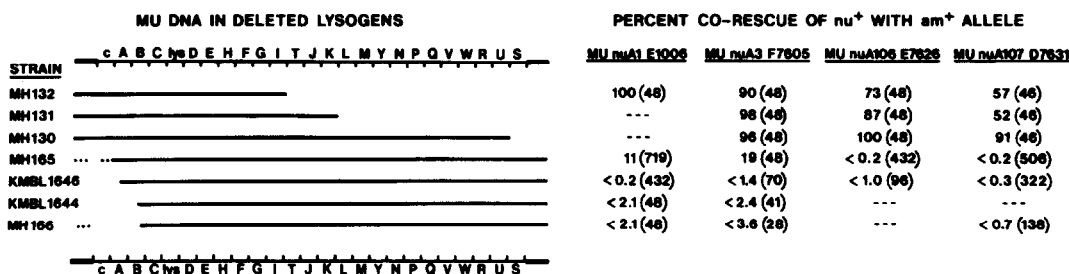 MU DNA IN DELETED LYSOGENS
PERCENT CO-RESCUE OF nu+ WITH am+ ALLELE
c A B C lys D E H F G I T J K L M Y N P Q V W R U S
STRAIN MU nuA1 E1006 MU nuA3 F7605 MU nuA106 E7626 MU nuA107 D7631
MH132 100 (48) 90 (48) 73 (48) 57 (46)
MH131 --- 98 (48) 87 (48) 52 (46)
MH130 --- 96 (48) 100 (48) 91 (46)
MH165 ... .. 11 (719) 19 (48) <0.2 (432) <0.2 (506)
KMBL1646 <0.2 (432) <1.4 (70) <1.0 (96) <0.3 (322)
KMBL1644 <2.1 (48) <2.4 (41) --- ---
MH166 ... <2.1 (48) <3.6 (28) --- <0.7 (138)
c A B C lys D E H F G I T J K L M Y N P Q V W R U S